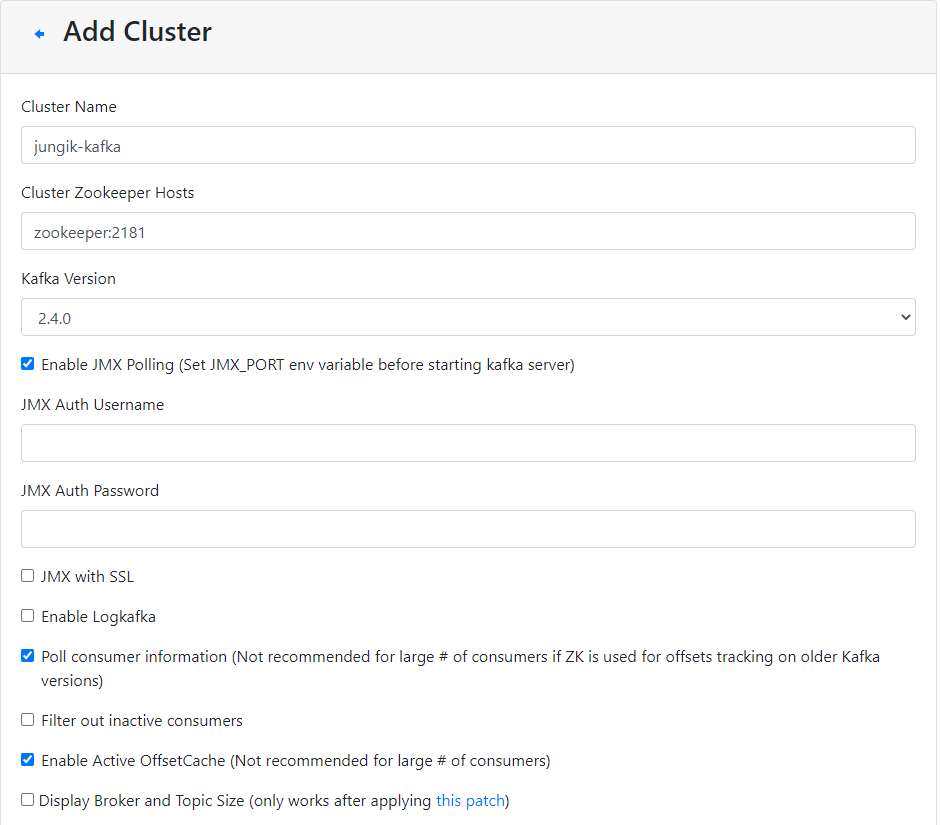 Add Cluster
Cluster Name
jungik-kafka
Cluster Zookeeper Hosts
zookeeper:2181
Kafka Version
2.4.0
Enable JMX Polling (Set JMX_PORT env variable before starting kafka server)
JMX Auth Username
JMX Auth Password
JMX with SSL
Enable Logkafka
Poll consumer information (Not recommended for large # of consumers if ZK is used for offsets tracking on older Kafka
versions)
Filter out inactive consumers
Enable Active OffsetCache (Not recommended for large # of consumers)
Display Broker and Topic Size (only works after applying this patch)